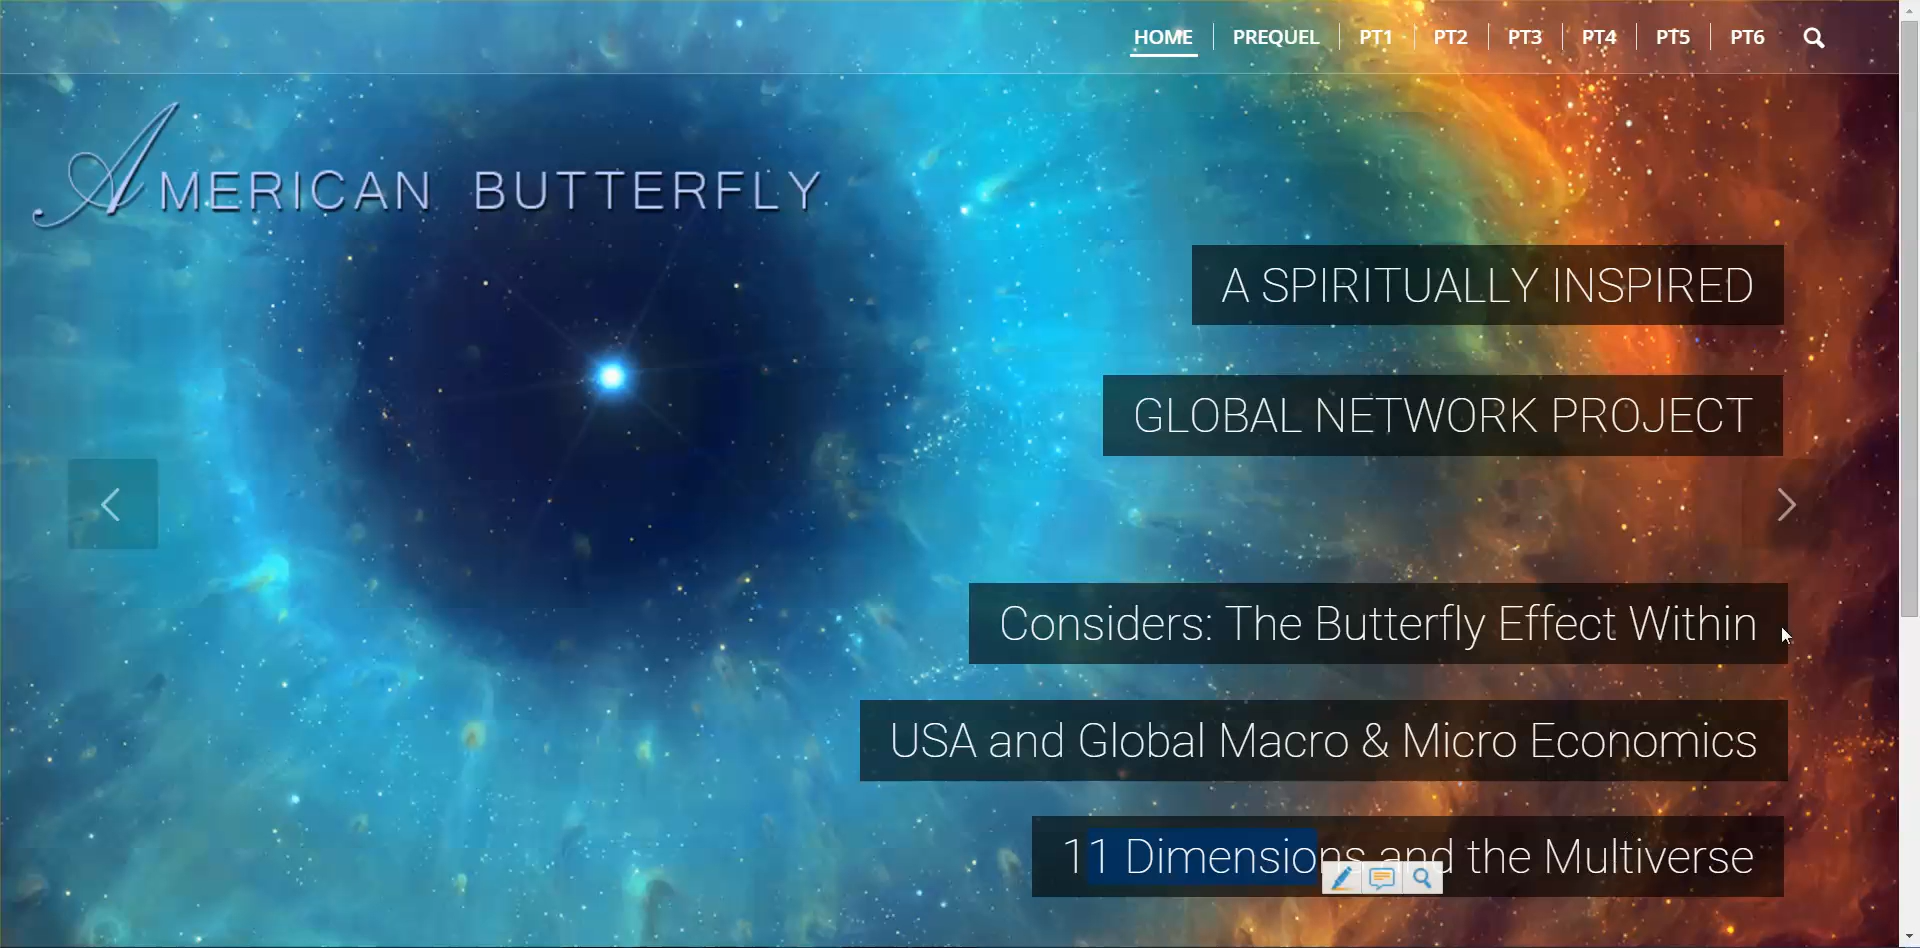 HOME PREQUEL PT1 PT2 PT3 PT4 PT5 PT6
AMERICAN BUTTERFLY
A SPIRITUALLY INSPIRED
GLOBAL NETWORK PROJECT
Considers: The Butterfly Effect Within
USA and Global Macro & Micro Economics
11 Dimensions and the Multiverse